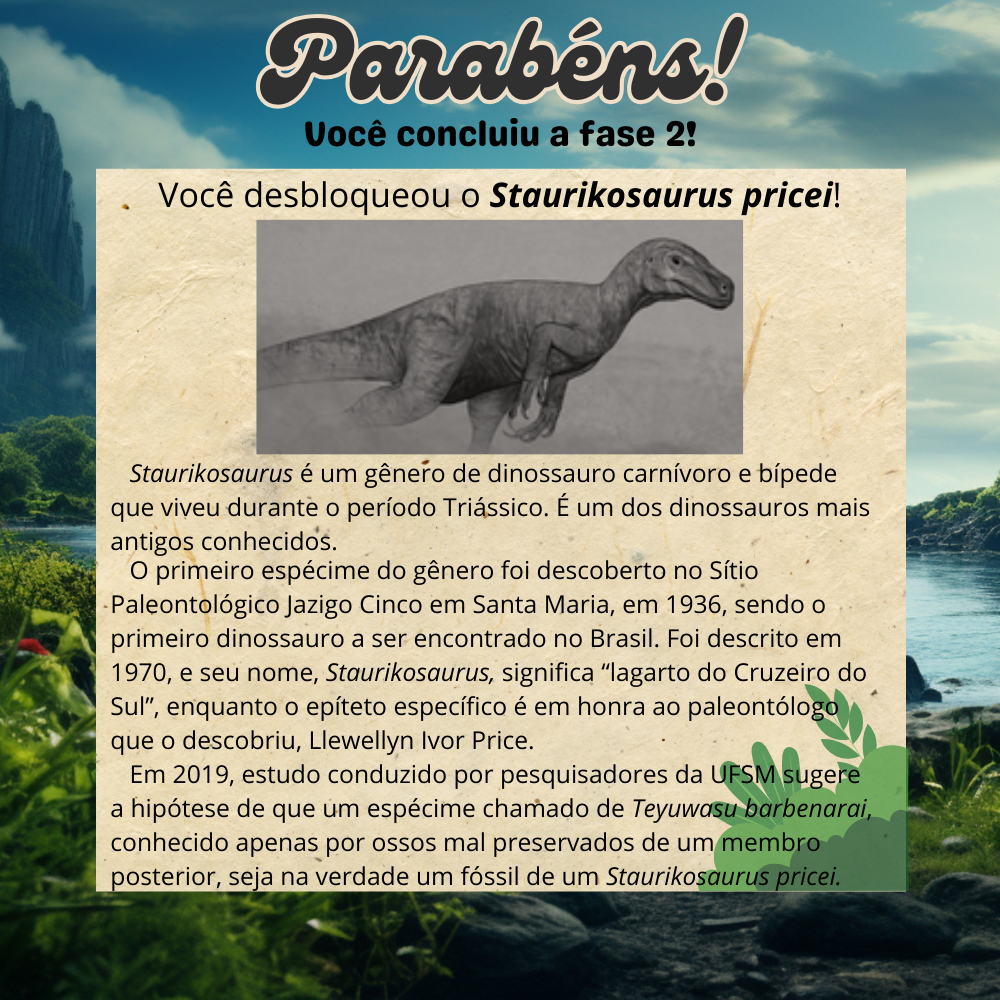 Parabéns!
Você concluiu a fase 2!
Você desbloqueou o Staurikosaurus pricei!
Staurikosaurus é um gênero de dinossauro carnívoro e bípede
que viveu durante o período Triássico. É um dos dinossauros mais
antigos conhecidos.
O primeiro espécime do gênero foi descoberto no Sítio
Paleontológico Jazigo Cinco em Santa Maria, em 1936, sendo o
primeiro dinossauro a ser encontrado no Brasil. Foi descrito em
1970, e seu nome, Staurikosaurus, significa “lagarto do Cruzeiro do
Sul”, enquanto o epíteto específico é em honra ao paleontólogo
que o descobriu, Llewellyn Ivor Price.
Em 2019, estudo conduzido por pesquisadores da UFSM sugere
a hipótese de que um espécime chamado de Teyuwasu barbenarai,
conhecido apenas por ossos mal preservados de um membro
posterior, seja na verdade um fóssil de um Staurikosaurus pricei.